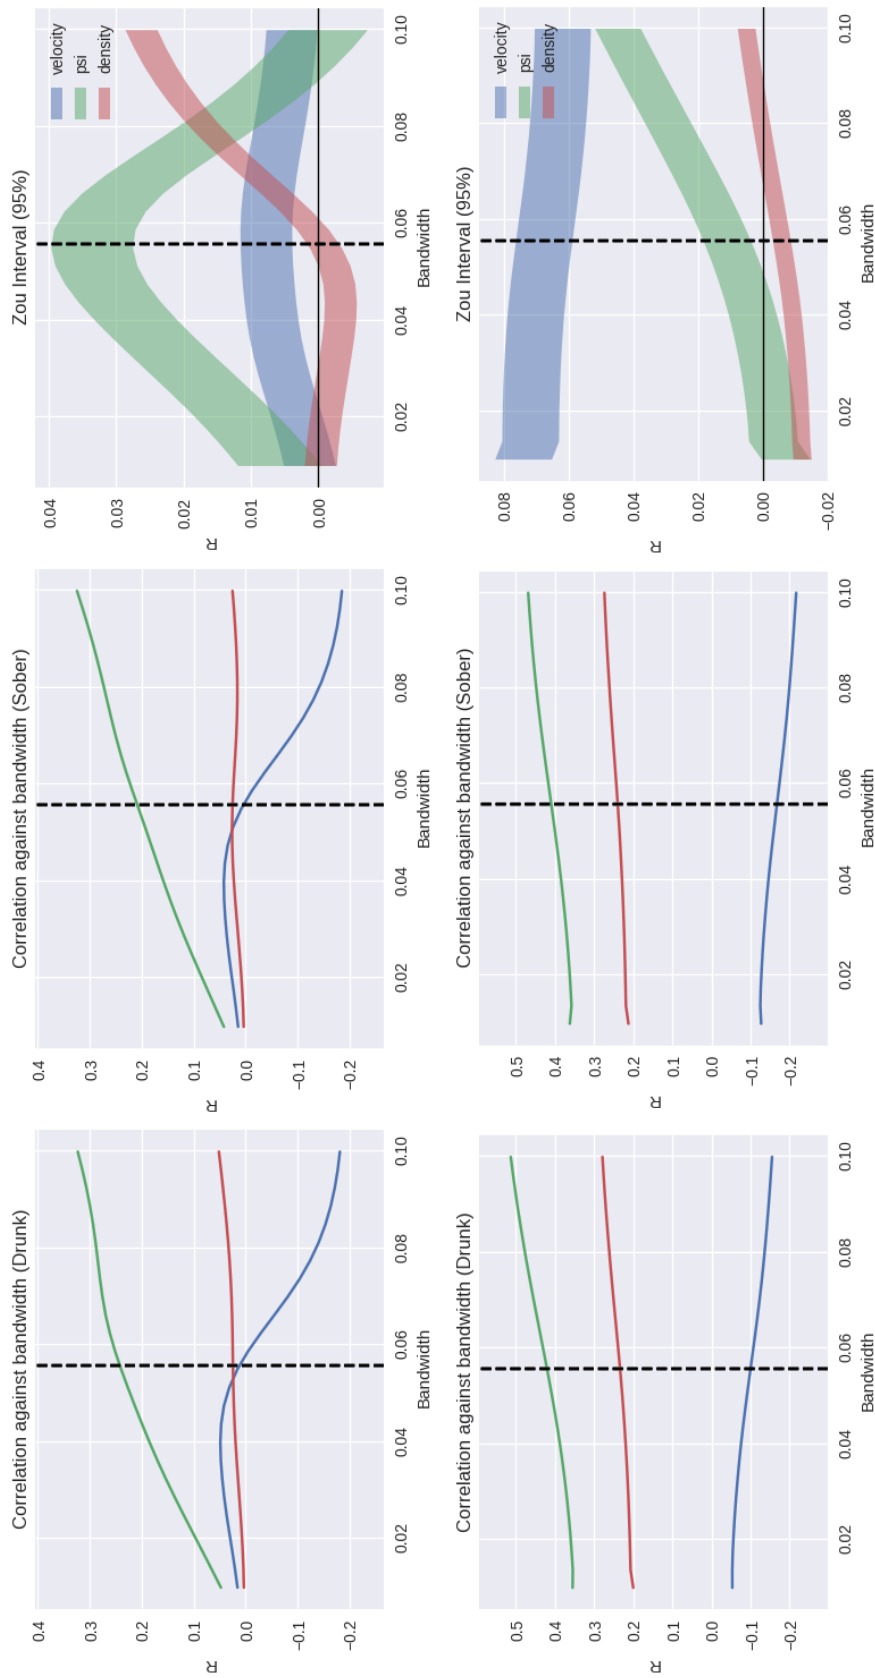 Correlation against bandwidth (Drunk)
0.4
0.3
0.2
0.1
0.0
−0.1
−0.2
R
0.02
0.04
0.06
0.08
0.10
Bandwidth
Correlation against bandwidth (Sober)
0.4
0.3
0.2
0.1
0.0
−0.1
−0.2
R
0.02
0.04
0.06
0.08
0.10
Bandwidth
Zou Interval (95%)
velocity
psi
density
0.04
0.03
0.02
0.01
0.00
R
0.02
0.04
0.06
0.08
0.10
Bandwidth
Correlation against bandwidth (Drunk)
0.5
0.4
0.3
0.2
0.1
0.0
−0.1
−0.2
R
0.02
0.04
0.06
0.08
0.10
Bandwidth
Correlation against bandwidth (Sober)
0.5
0.4
0.3
0.2
0.1
0.0
−0.1
−0.2
R
0.02
0.04
0.06
0.08
0.10
Bandwidth
Zou Interval (95%)
velocity
psi
density
0.08
0.06
0.04
0.02
0.00
−0.02
R
0.02
0.04
0.06
0.08
0.10
Bandwidth